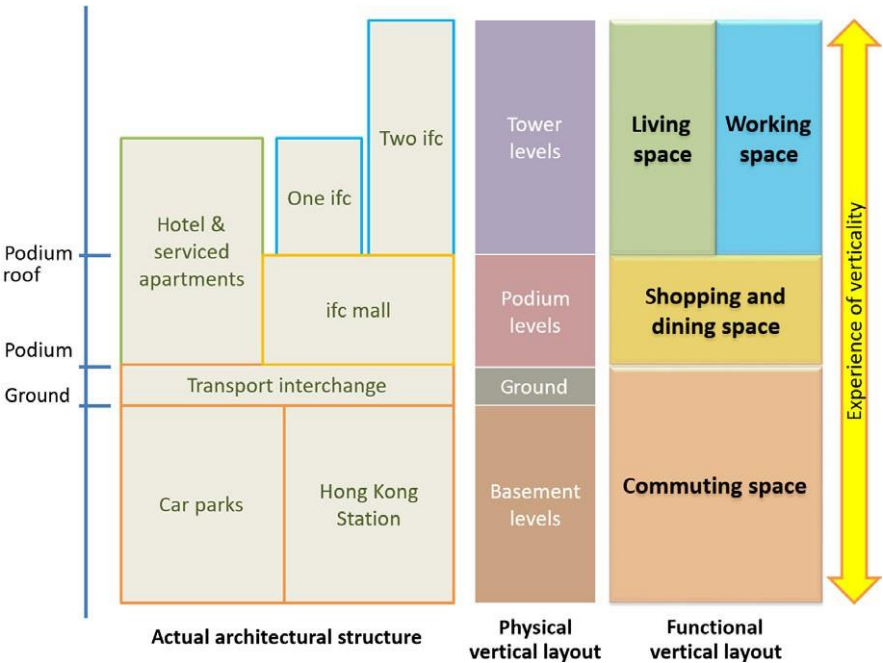 Podium
roof
Podium
Ground
Two ifc
One ifc
Hotel &
serviced
apartments
ifc mall
Transport interchange
Car parks
Hong Kong
Station
Actual architectural structure
Tower
levels
Podium
levels
Ground
Basement
levels
Physical
vertical layout
Living
space
Working
space
Shopping and
dining space
Commuting space
Functional
vertical layout
Experience of verticality